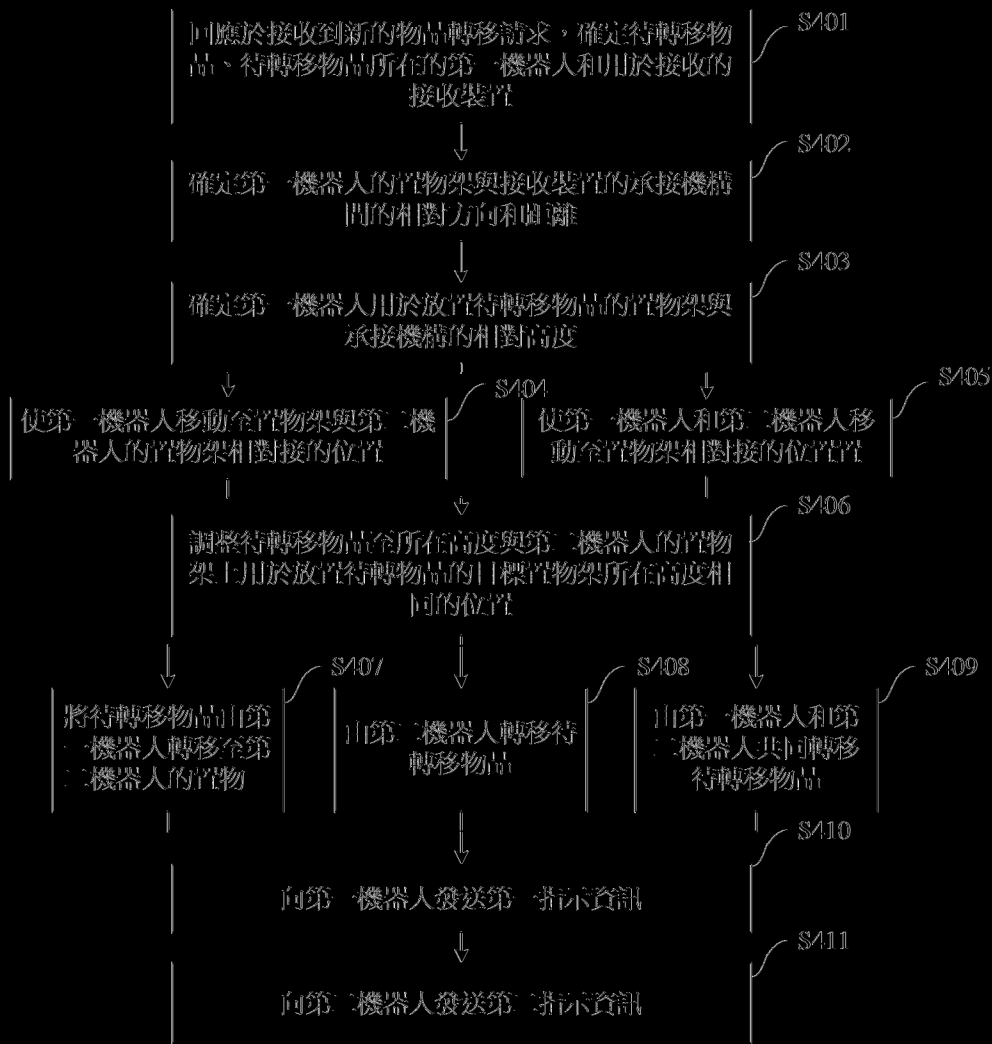 S401
回應於接收到新的物品轉移請求，確定待轉移物
品、待轉移物品所在的第一機器人和用於接收的
接收裝置
S402
確定第一機器人的置物架與接收裝置的承接機構
間的相對方向和距離
S403
確定第一機器人用於放置待轉移物品的置物架與
承接機構的相對高度
S404
使第一機器人移動至置物架與第二機
器人的置物架相對接的位置
S405
使第一機器人和第二機器人移
動至置物架相對接的位置置
S406
調整待轉移物品至所在高度與第二機器人的置物
架上用於放置待轉物品的目標置物架所在高度相
同的位置
S407
將待轉移物品由第
一機器人轉移至第
二機器人的置物
S408
由第二機器人轉移待
轉移物品
S409
由第一機器人和第
二機器人共同轉移
待轉移物品
S410
向第一機器人發送第一指示資訊
S411
向第二機器人發送第二指示資訊